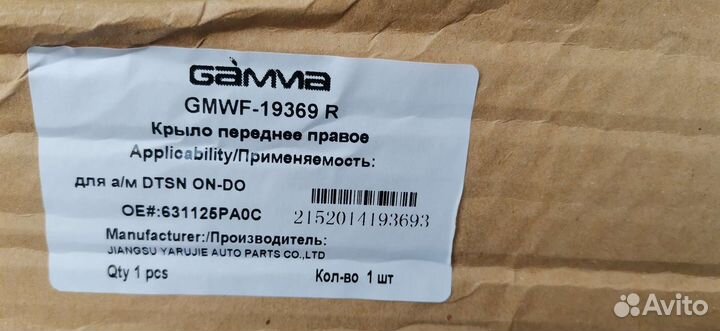 GAMMA
GMWF-19369 R
Крыло переднее правое
Applicability/Применяемость:
для а/м DTSN ON-DO
OE#:631125PA0C
2152014193693
Manufacturer:/Производитель:
JIANGSU YARUJIE AUTO PARTS CO.,LTD
Qty 1 pcs Кол-во 1 шт
Avito